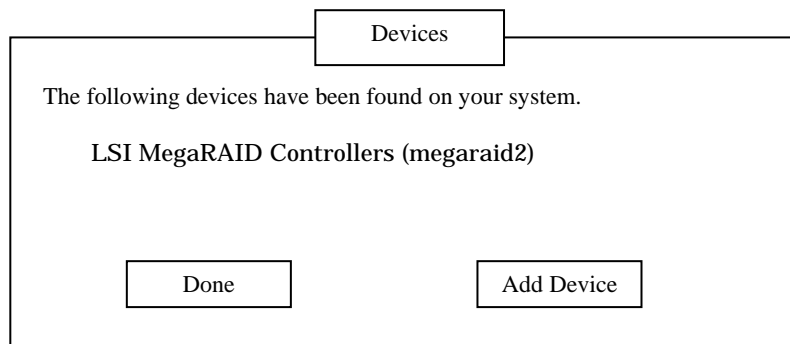 Devices
The following devices have been found on your system.
LSI MegaRAID Controllers (megaraid2)
Done
Add Device